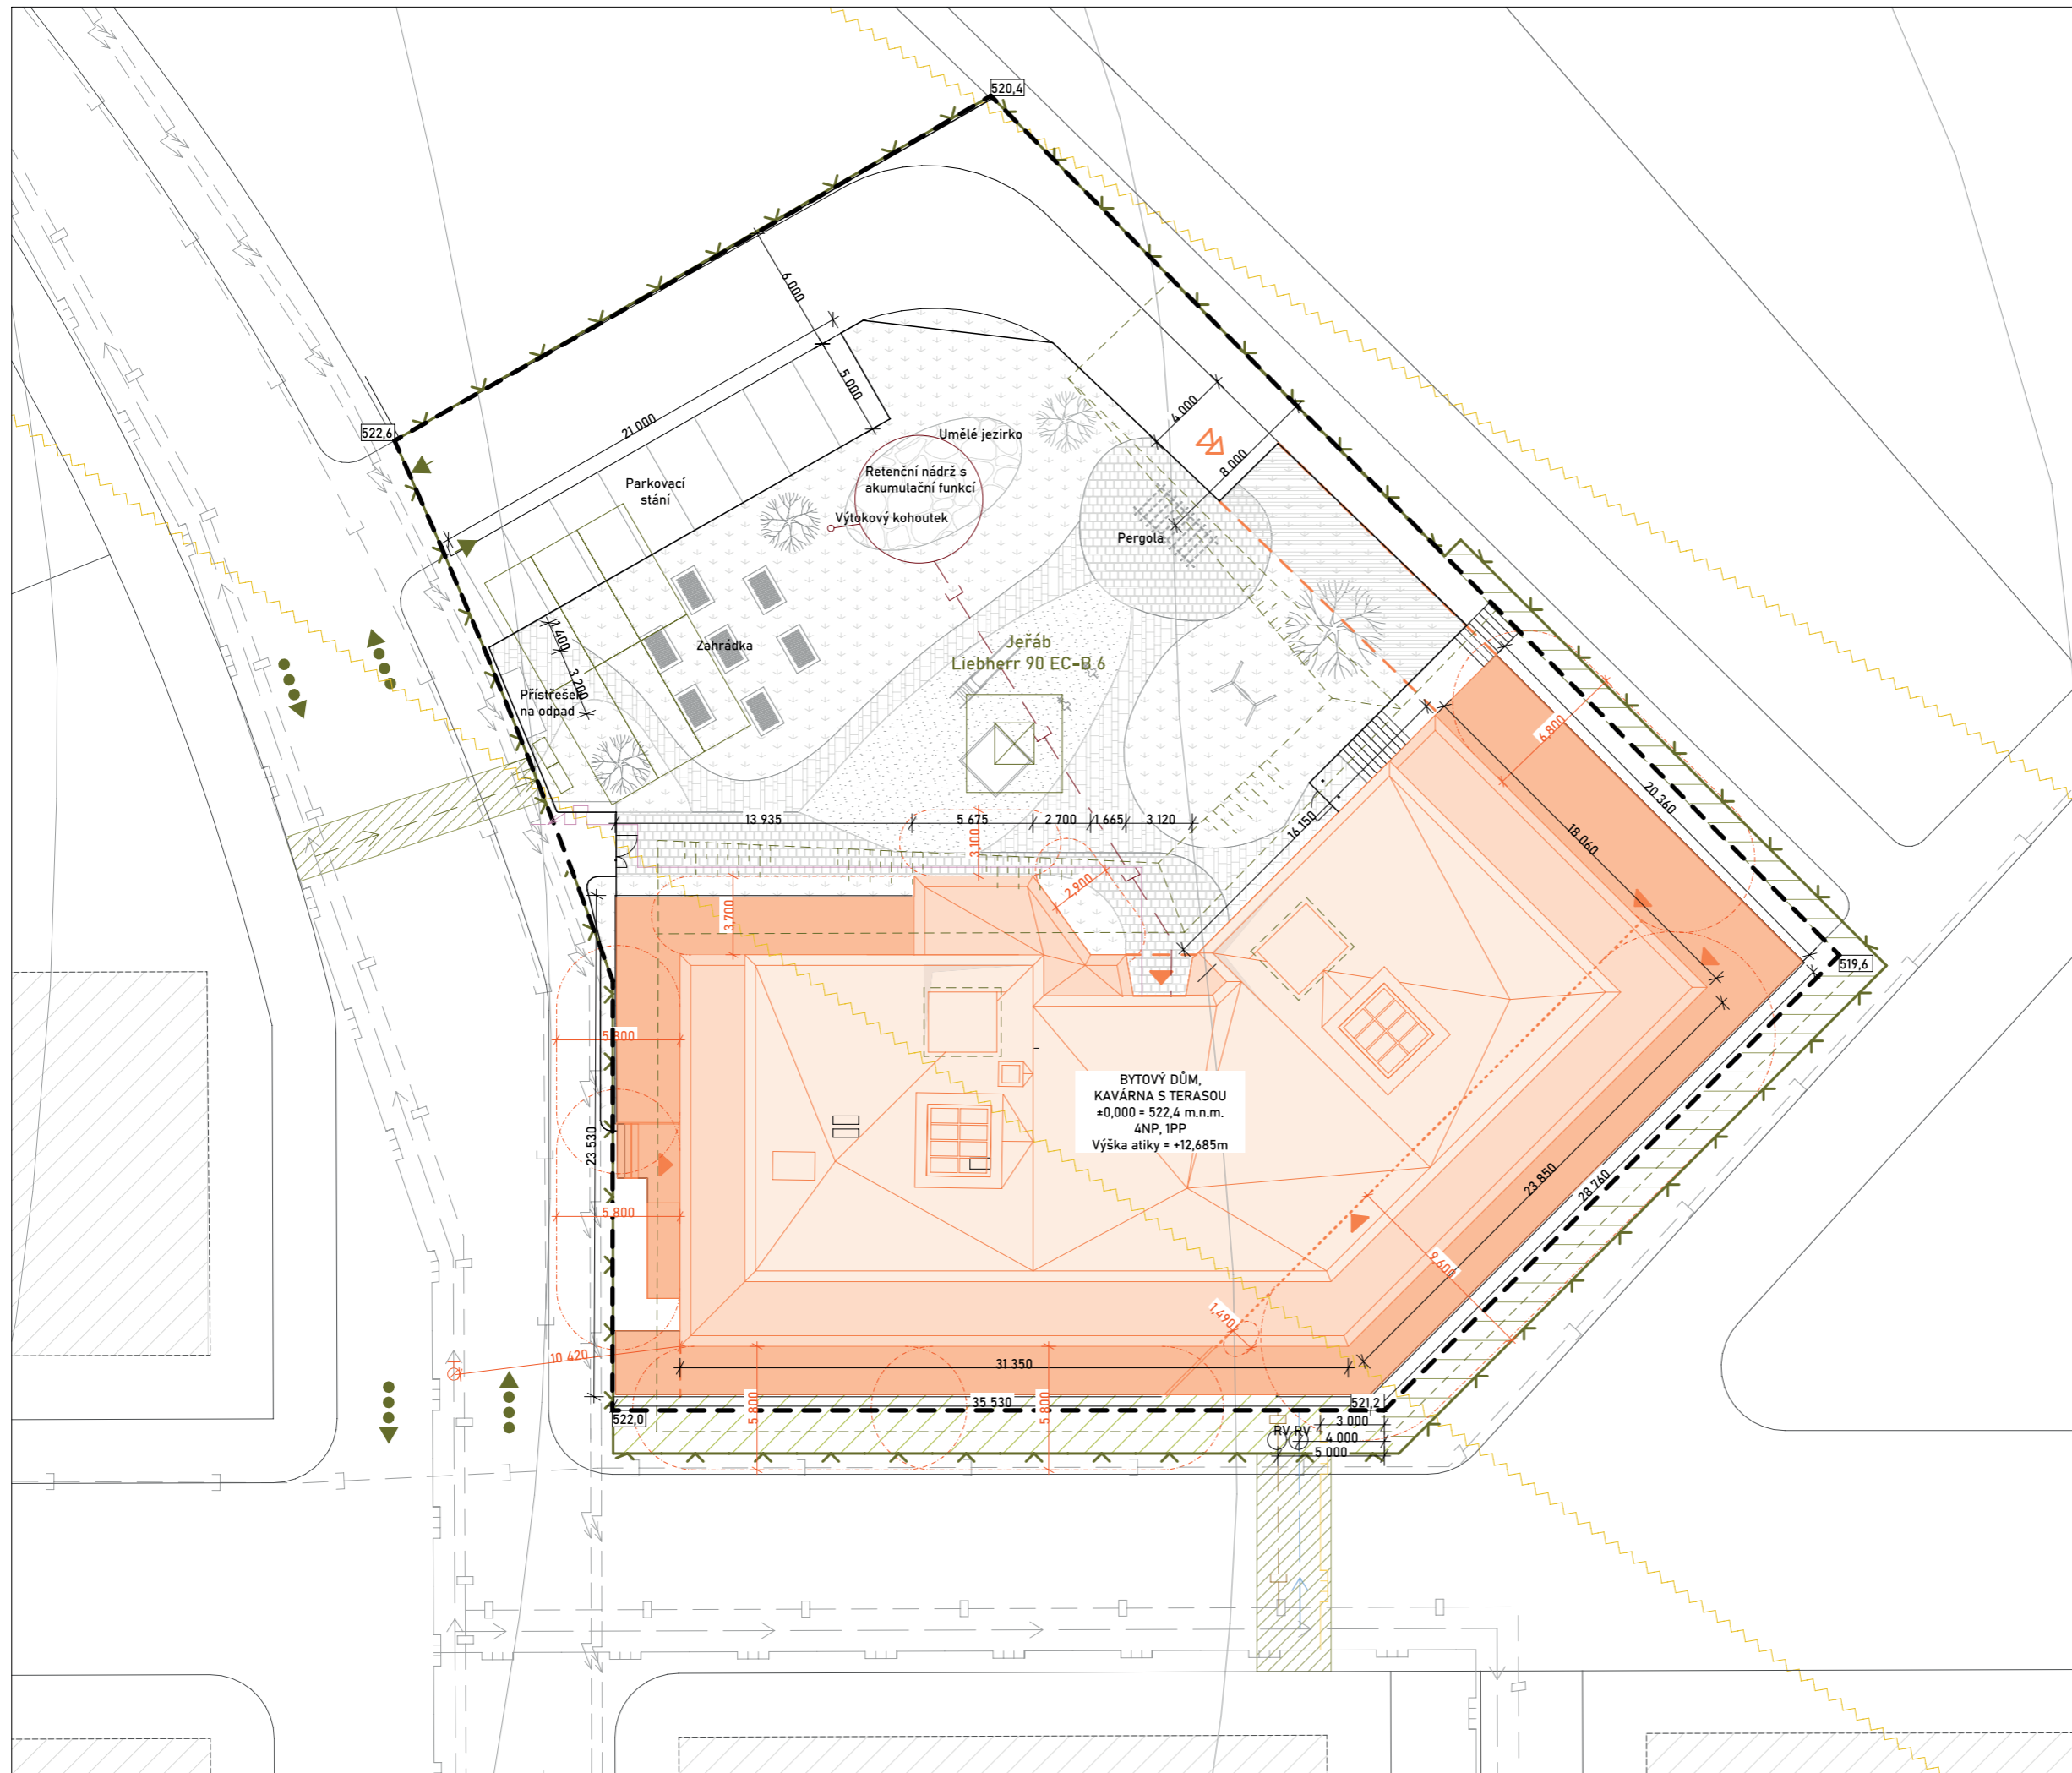 520,4
6.000
5.000
21 000
522,6
4.000
8.000
Umělé jezirko
Retenční nádrž s
akumulační funkcí
Výtokový kohoutek
Parkovací
stání
Pergola
Zahrádka
1.400
3.200
Přístřešek
na odpad
Jeřáb
Liebherr 90 EC-B 6
6,800
20.360
18.060
16.150
13 935
5 675
2 700
1 665
3 120
3.100
2,900
3,700
519,6
5.800
23 530
BYTOVÝ DŮM,
KAVÁRNA S TERASOU
±0,000 = 522,4 m.n.m.
4NP, 1PP
Výška atiky = +12,685m
5.800
23.850
28.760
9.600
1,490
10 420
31 350
35 530
5.800
5.800
522,0
521,2
3 000
RV RV
4 000
5 000